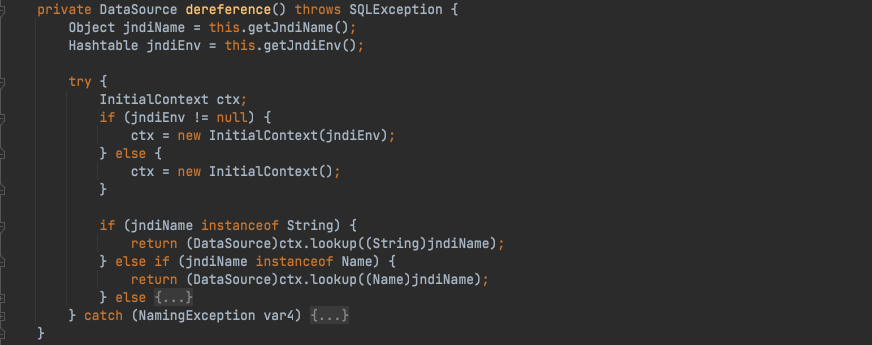 private DataSource dereference() throws SQLException {
Object jndiName = this.getJndiName();
Hashtable jndiEnv = this.getJndiEnv();
try {
InitialContext ctx;
if (jndiEnv != null) {
ctx = new InitialContext(jndiEnv);
} else {
ctx = new InitialContext();
}
if (jndiName instanceof String) {
return (DataSource)ctx.lookup((String)jndiName);
} else if (jndiName instanceof Name) {
return (DataSource)ctx.lookup((Name)jndiName);
} else {...}
} catch (NamingException var4) {...}
}